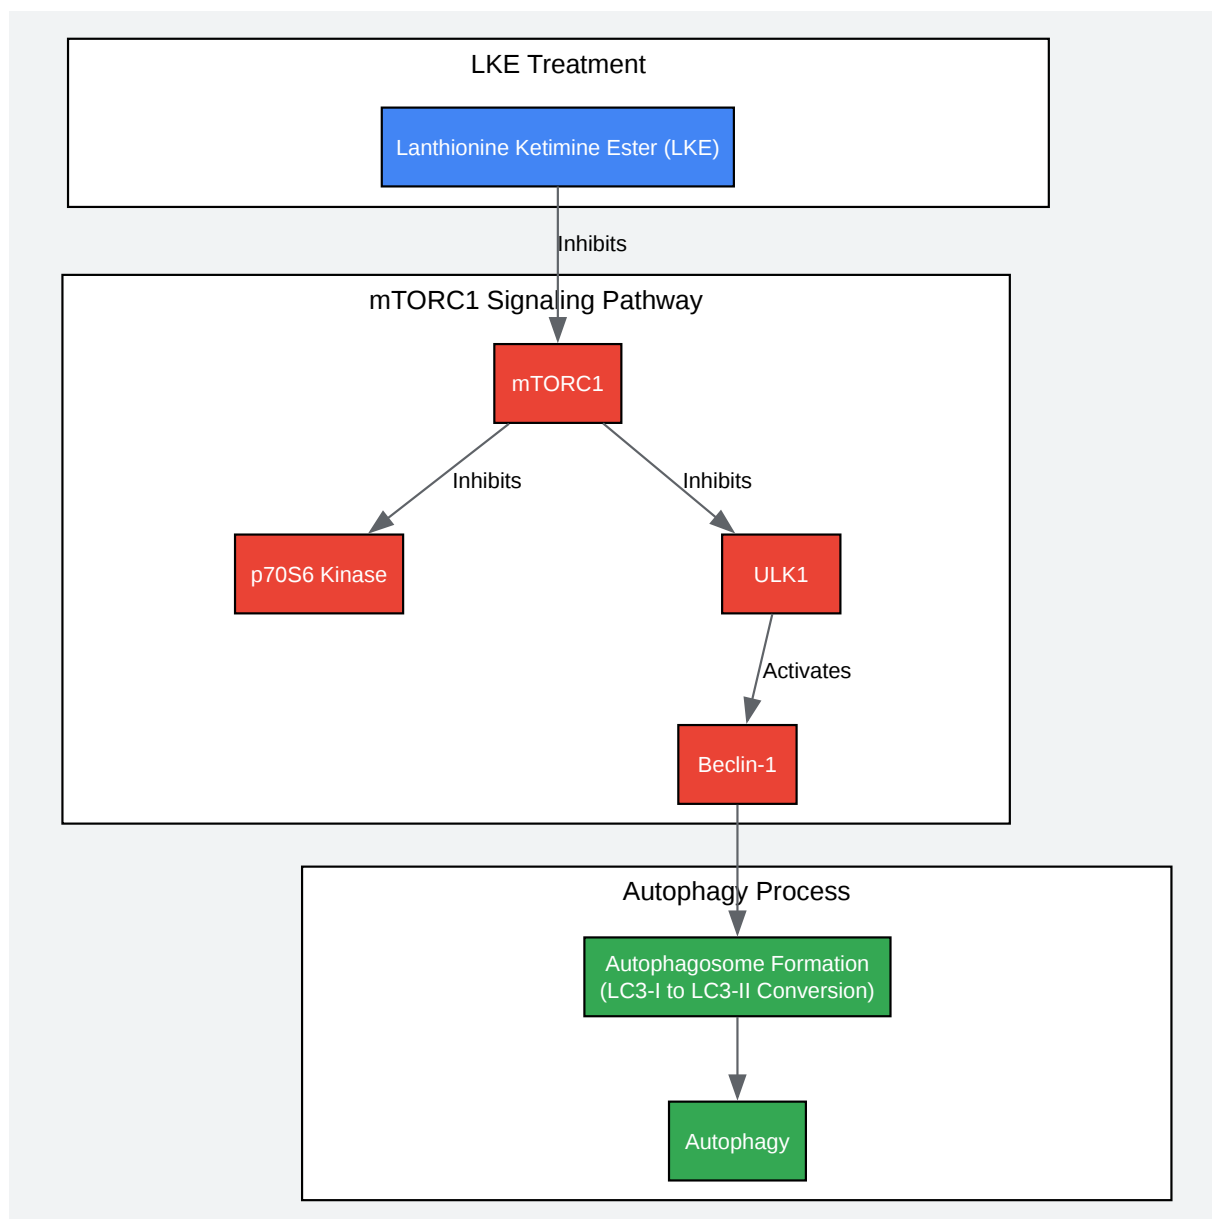 LKE Treatment
Lanthionine Ketimine Ester (LKE)
Inhibits
mTORC1 Signaling Pathway
mTORC1
Inhibits
Inhibits
p70S6 Kinase
ULK1
Activates
Beclin-1
Autophagy Process
Autophagosome Formation
(LC3-I to LC3-II Conversion)
Autophagy